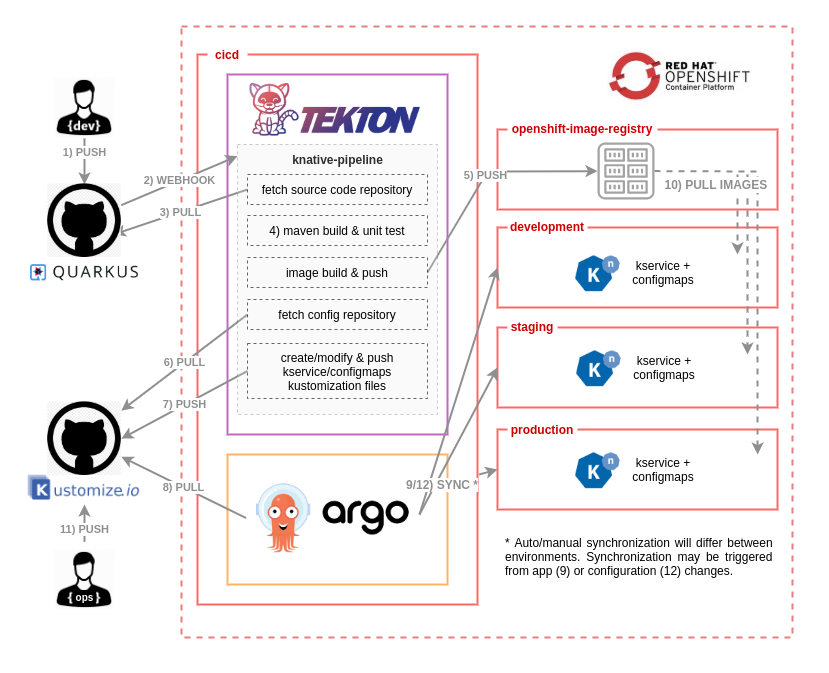 cicd
RED HAT
OPENSHIFT
Container Platform
{dev}
1) PUSH
TEKTON
openshift-image-registry
knative-pipeline
2) WEBHOOK
fetch source code repository
5) PUSH
10) PULL IMAGES
3) PULL
4) maven build & unit test
development
QUARKUS
image build & push
K
n
kservice +
configmaps
fetch config repository
staging
6) PULL
create/modify & push
kservice/configmaps
kustomization files
K
n
kservice +
configmaps
7) PUSH
production
K
n
kservice +
configmaps
Kustomize.io
8) PULL
9/12) SYNC *
argo
11) PUSH
{ ops }
* Auto/manual synchronization will differ between
environments. Synchronization may be triggered
from app (9) or configuration (12) changes.